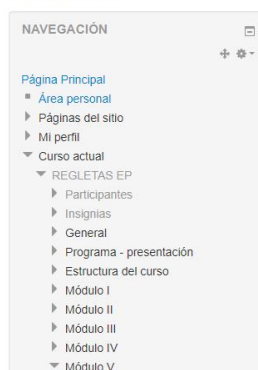 NAVEGACIÓN
Página Principal
Área personal
Páginas del sitio
Mi perfil
Curso actual
REGLETAS EP
Participantes
Insignias
General
Programa - presentación
Estructura del curso
Módulo I
Módulo II
Módulo III
Módulo IV
Módulo V